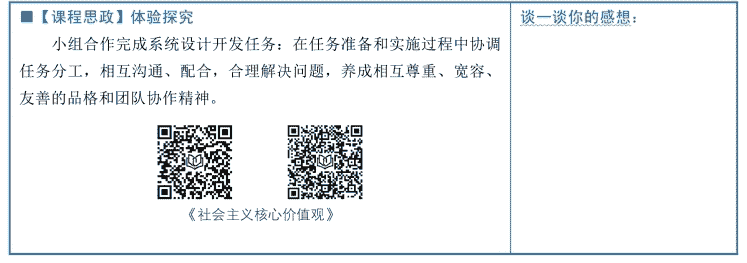 ■【课程思政】体验探究
小组合作完成系统设计开发任务：在任务准备和实施过程中协调
任务分工，相互沟通、配合，合理解决问题，养成相互尊重、宽容、
友善的品格和团队协作精神。
《社会主义核心价值观》
谈一谈你的感想：